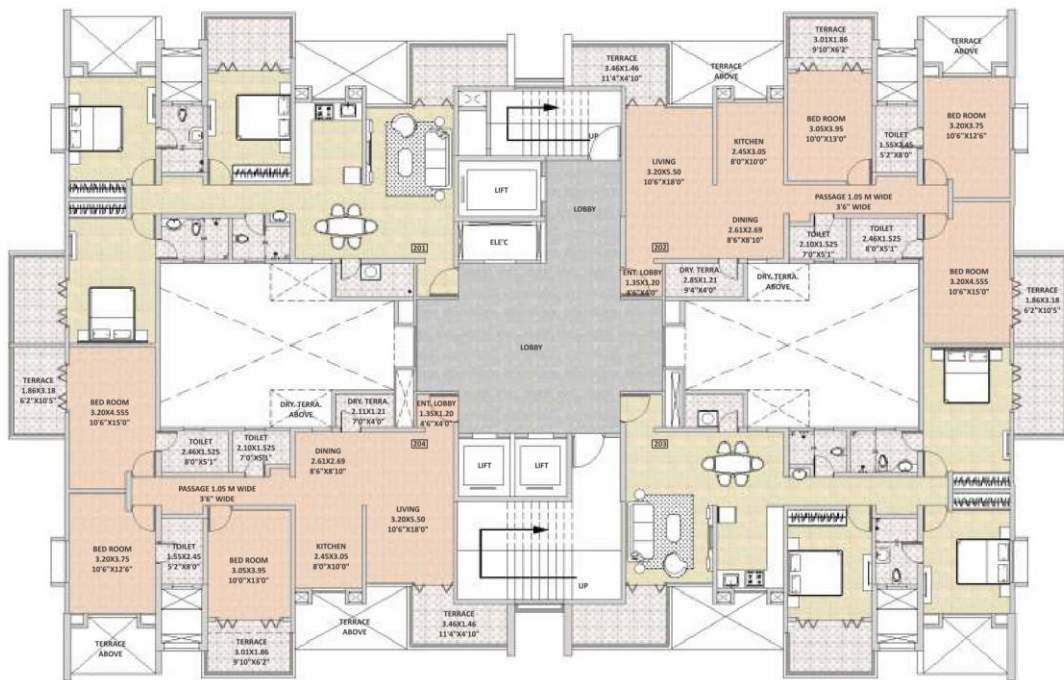 TERRACE
3.01X1.86
9'10"X6'2"
TERRACE
ABOVE
TERRACE
3.46X1.46
11'4"X4'10"
TERRACE
ABOVE
BED ROOM
3.05X3.95
10'0"X13'0"
TOILET
1.55X2.45
5'2"X8'0"
BED ROOM
3.20X3.75
10'6"X12'6"
UP
KITCHEN
2.45X3.05
8'0"X10'0"
LIVING
3.20X5.50
10'6"X18'0"
LIFT
LOBBY
PASSAGE 1.05 M WIDE
3'6" WIDE
ELE'C
201
202
DINING
2.61X2.69
8'6"X8'10"
TOILET
2.10X1.525
7'0"X5'1"
TOILET
2.46X1.525
8'0"X5'1"
BED ROOM
3.20X4.555
10'6"X15'0"
ENT. LOBBY
1.35X1.20
4'6"X4'0"
DRY. TERRA.
2.85X1.21
9'4"X4'0"
DRY. TERRA.
ABOVE
TERRACE
1.86X3.18
6'2"X10'5"
LOBBY
TERRACE
1.86X3.18
6'2"X10'5"
BED ROOM
3.20X4.555
10'6"X15'0"
DRY. TERRA.
ABOVE
DRY. TERRA.
2.11X1.21
7'0"X4'0"
ENT. LOBBY
1.35X1.20
4'6"X4'0"
TOILET
2.46X1.525
8'0"X5'1"
TOILET
2.10X1.525
7'0"X5'1"
DINING
2.61X2.69
8'6"X8'10"
204
203
LIFT
LIFT
PASSAGE 1.05 M WIDE
3'6" WIDE
LIVING
3.20X5.50
10'6"X18'0"
BED ROOM
3.20X3.75
10'6"X12'6"
TOILET
1.55X2.45
5'2"X8'0"
BED ROOM
3.05X3.95
10'0"X13'0"
KITCHEN
2.45X3.05
8'0"X10'0"
UP
TERRACE
ABOVE
TERRACE
3.01X1.86
9'10"X6'2"
TERRACE
ABOVE
TERRACE
3.46X1.46
11'4"X4'10"